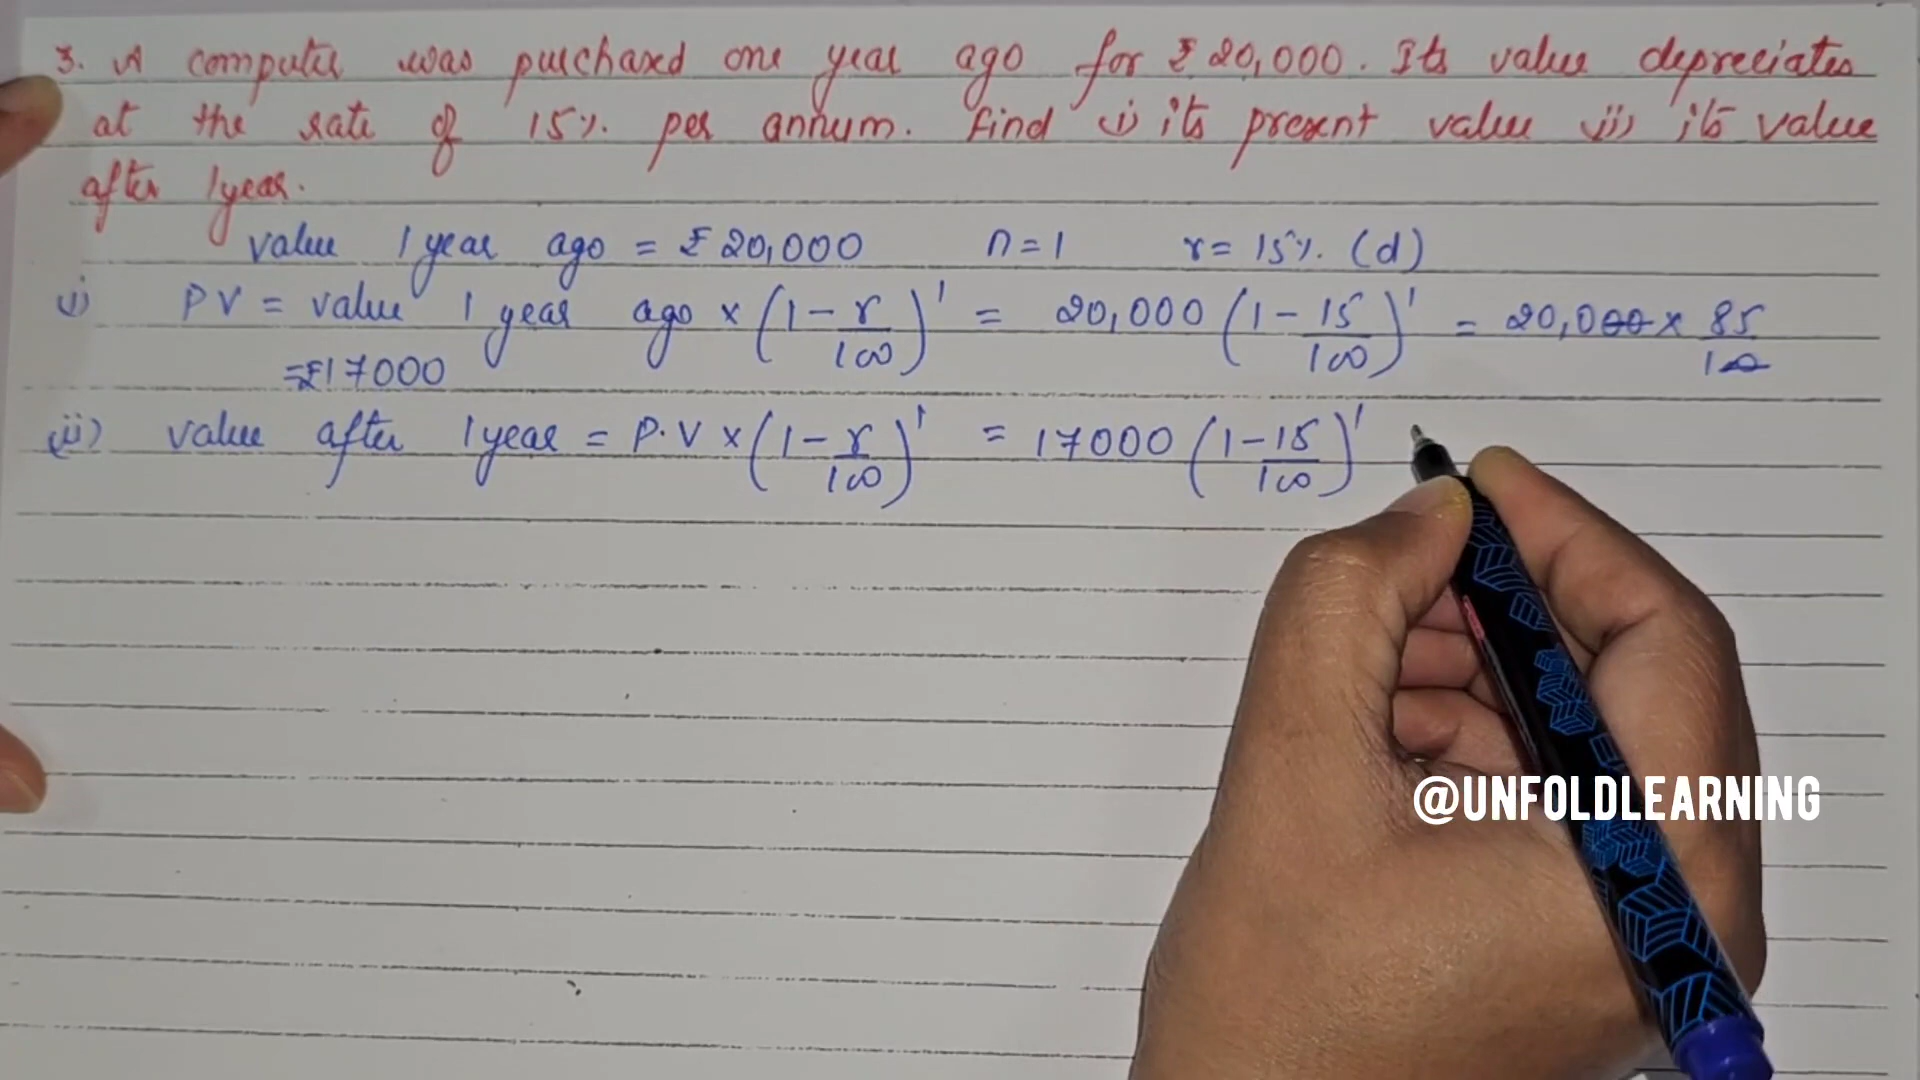 3. A computer was purchased one year ago for ₹ 20,000. Its value depreciates
at the rate of 15%. per annum. Find (i) its present value (ii) its value
after 1 year.
value 1 year ago = ₹ 20,000 n = 1 r = 15%. (d)
(i) PV = value 1 year ago × (1 - r/100)^1 = 20,000 (1 - 15/100)^1 = 20,000 × 85/100
= ₹17000
(ii) value after 1 year = P.V × (1 - r/100)^1 = 17000 (1 - 15/100)^1
@UNFOLDLEARNING